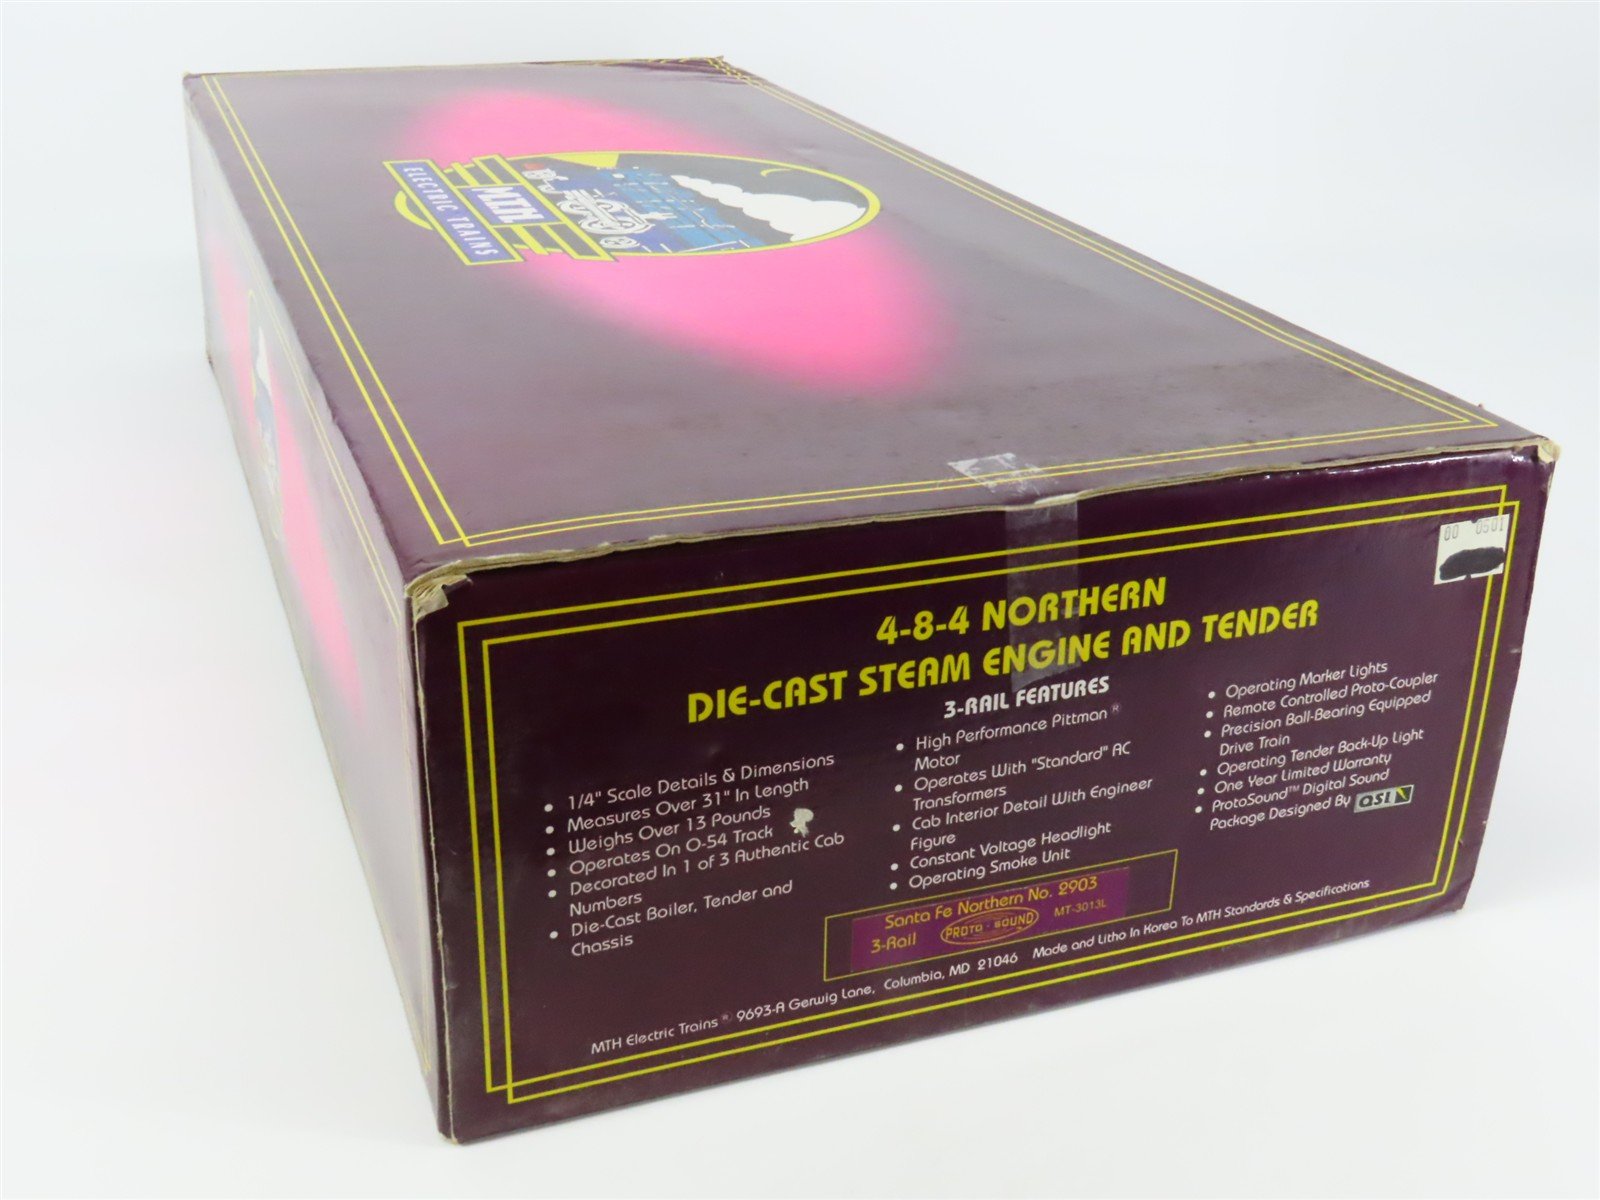 M.T.H.
ELECTRIC TRAINS
80 0501
4-8-4 NORTHERN
DIE-CAST STEAM ENGINE AND TENDER
3-RAIL FEATURES
• 1/4" Scale Details & Dimensions
• Measures Over 31" In Length
• Weighs Over 13 Pounds
• Operates On O-54 Track
• Decorated In 1 of 3 Authentic Cab
Numbers
• Die-Cast Boiler, Tender and
Chassis
• High Performance Pittman®
Motor
• Operates With "Standard" AC
Transformers
• Cab Interior Detail With Engineer
Figure
• Constant Voltage Headlight
• Operating Smoke Unit
• Operating Marker Lights
• Remote Controlled Proto-Coupler
• Precision Ball-Bearing Equipped
Drive Train
• Operating Tender Back-Up Light
• One Year Limited Warranty
• ProtoSound™ Digital Sound
Package Designed By QSI
Santa Fe Northern No. 2903
3-Rail PROTO-SOUND MT-3013L
MTH Electric Trains® 9693-A Gerwig Lane, Columbia, MD 21046 Made and Litho In Korea To MTH Standards & Specifications